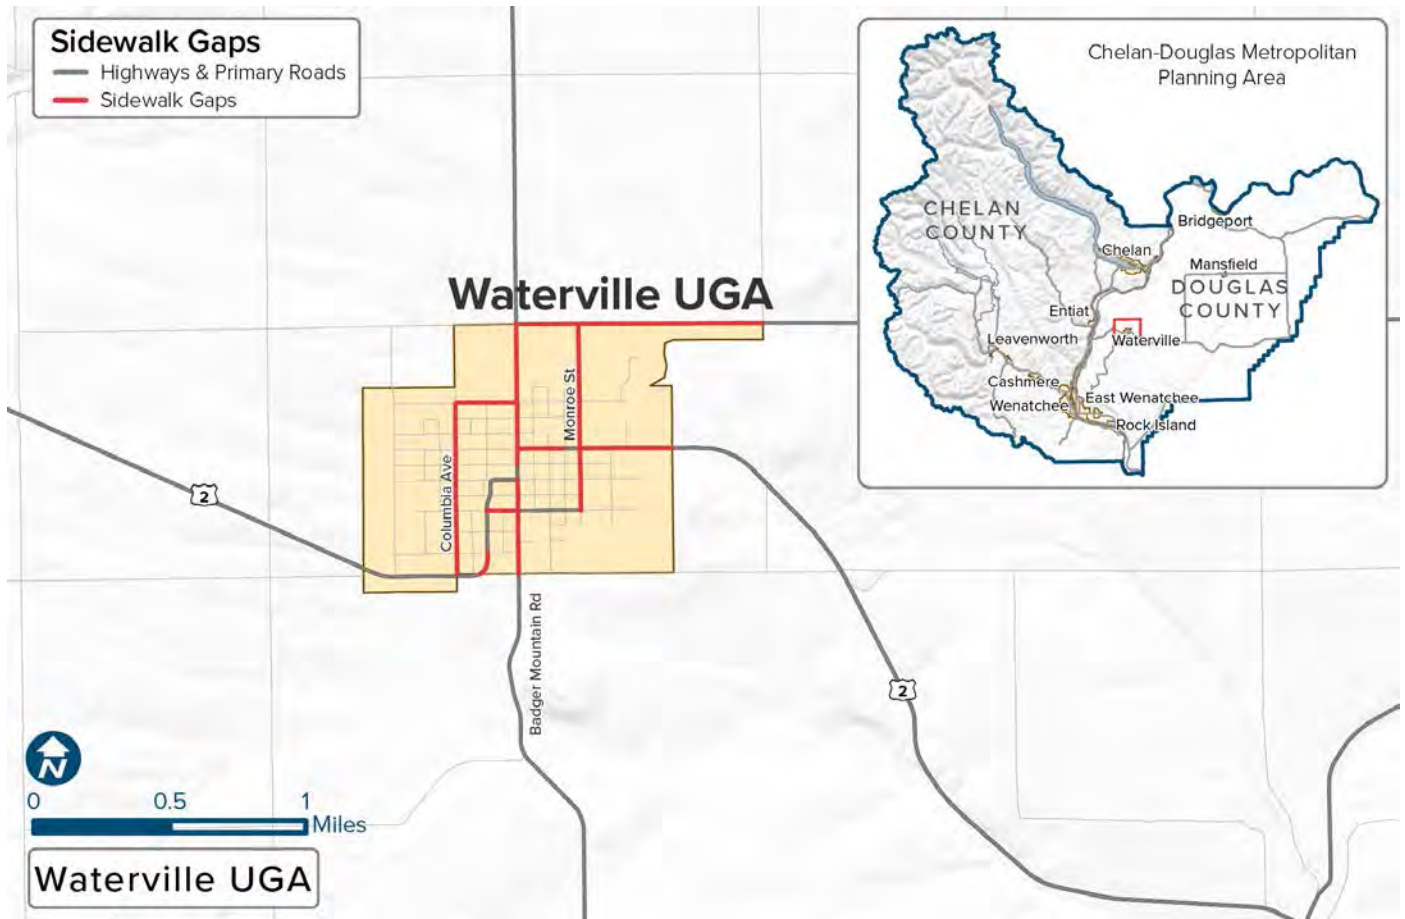 Sidewalk Gaps
Highways & Primary Roads
Sidewalk Gaps
Chelan-Douglas Metropolitan
Planning Area
CHELAN
COUNTY
Bridgeport
Chelan
Mansfield
DOUGLAS
COUNTY
Entiat
Leavenworth
Waterville
Cashmere
East Wenatchee
Wenatchee
Rock Island
Waterville UGA
Monroe St
Columbia Ave
2
Badger Mountain Rd
2
N
0 0.5 1
Miles
Waterville UGA